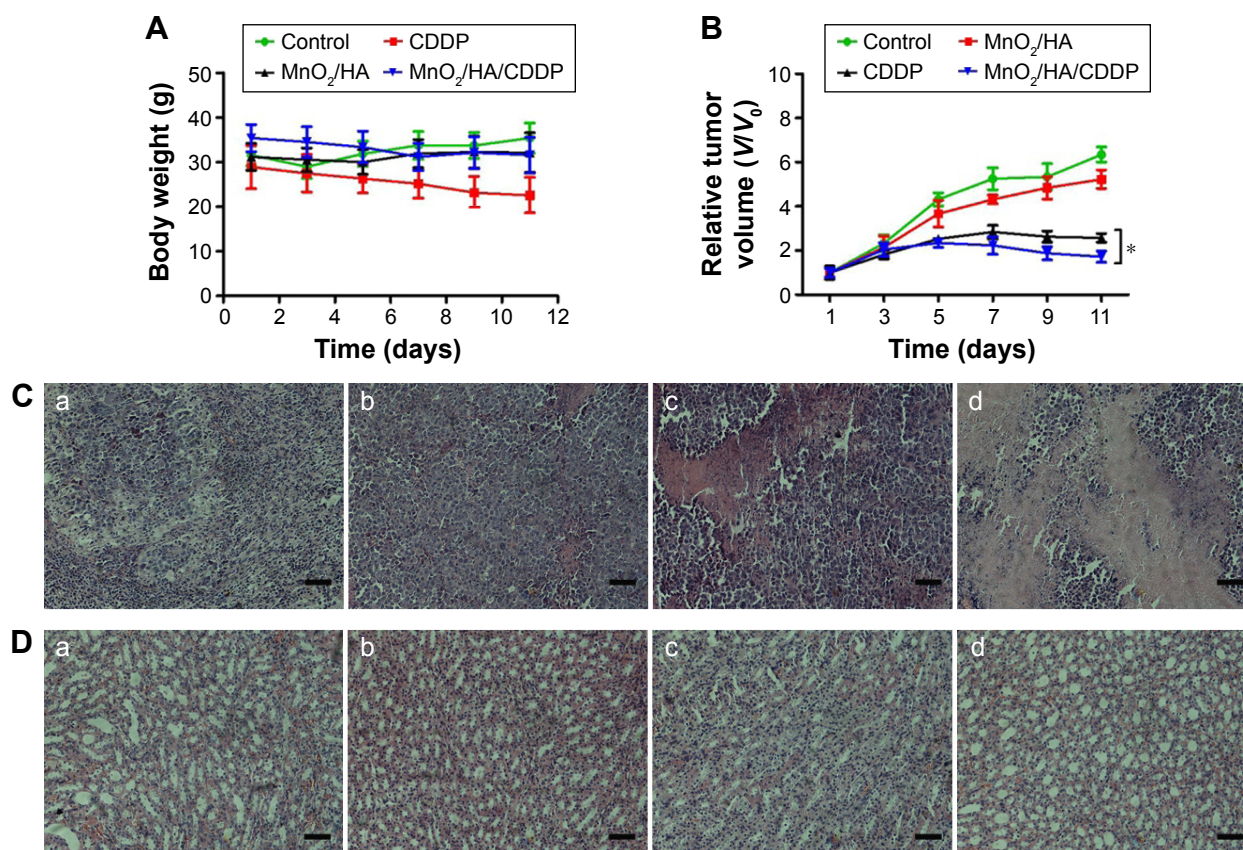 A
Control
CDDP
MnO2/HA
MnO2/HA/CDDP
50
40
30
20
10
0
Body weight (g)
0 2 4 6 8 10 12
Time (days)
B
Control
MnO2/HA
CDDP
MnO2/HA/CDDP
10
8
6
4
2
0
Relative tumor
volume (V/V0)
*
1 3 5 7 9 11
Time (days)
C
a b c d
D
a b c d